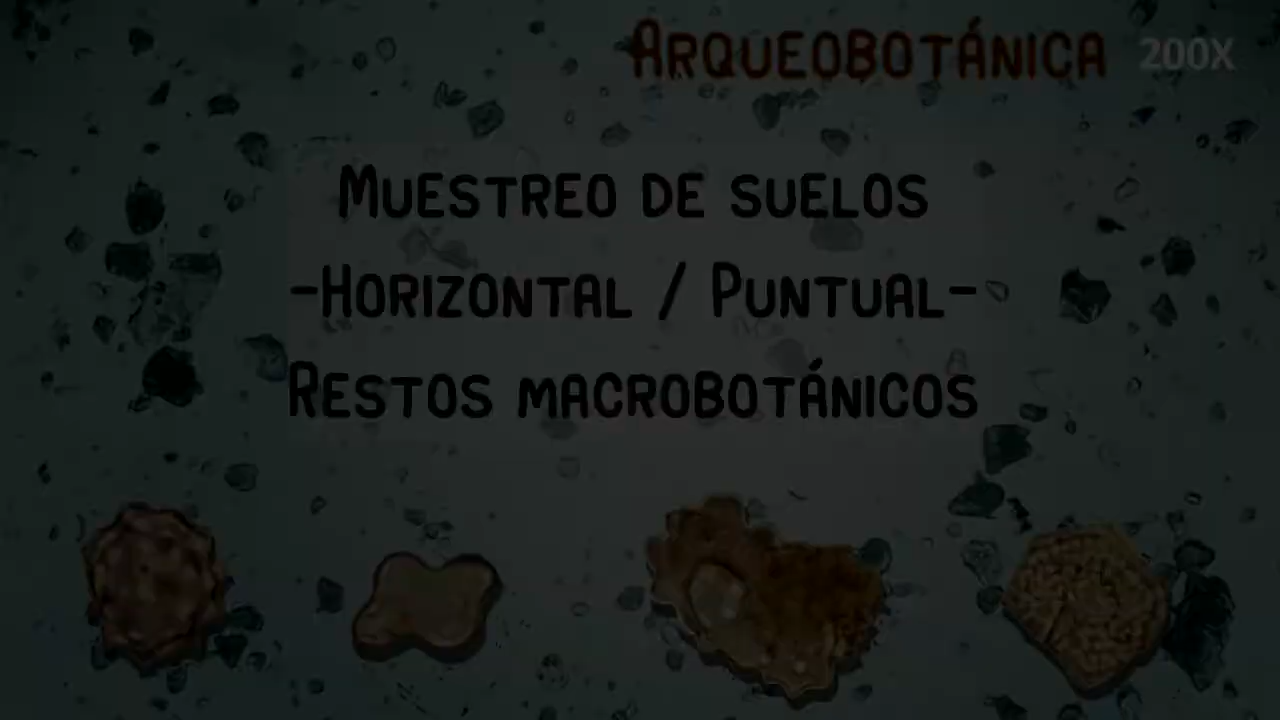 ARQUEOBOTÁNICA 200X
MUESTREO DE SUELOS
-HORIZONTAL / PUNTUAL-
RESTOS MACROBOTÁNICOS